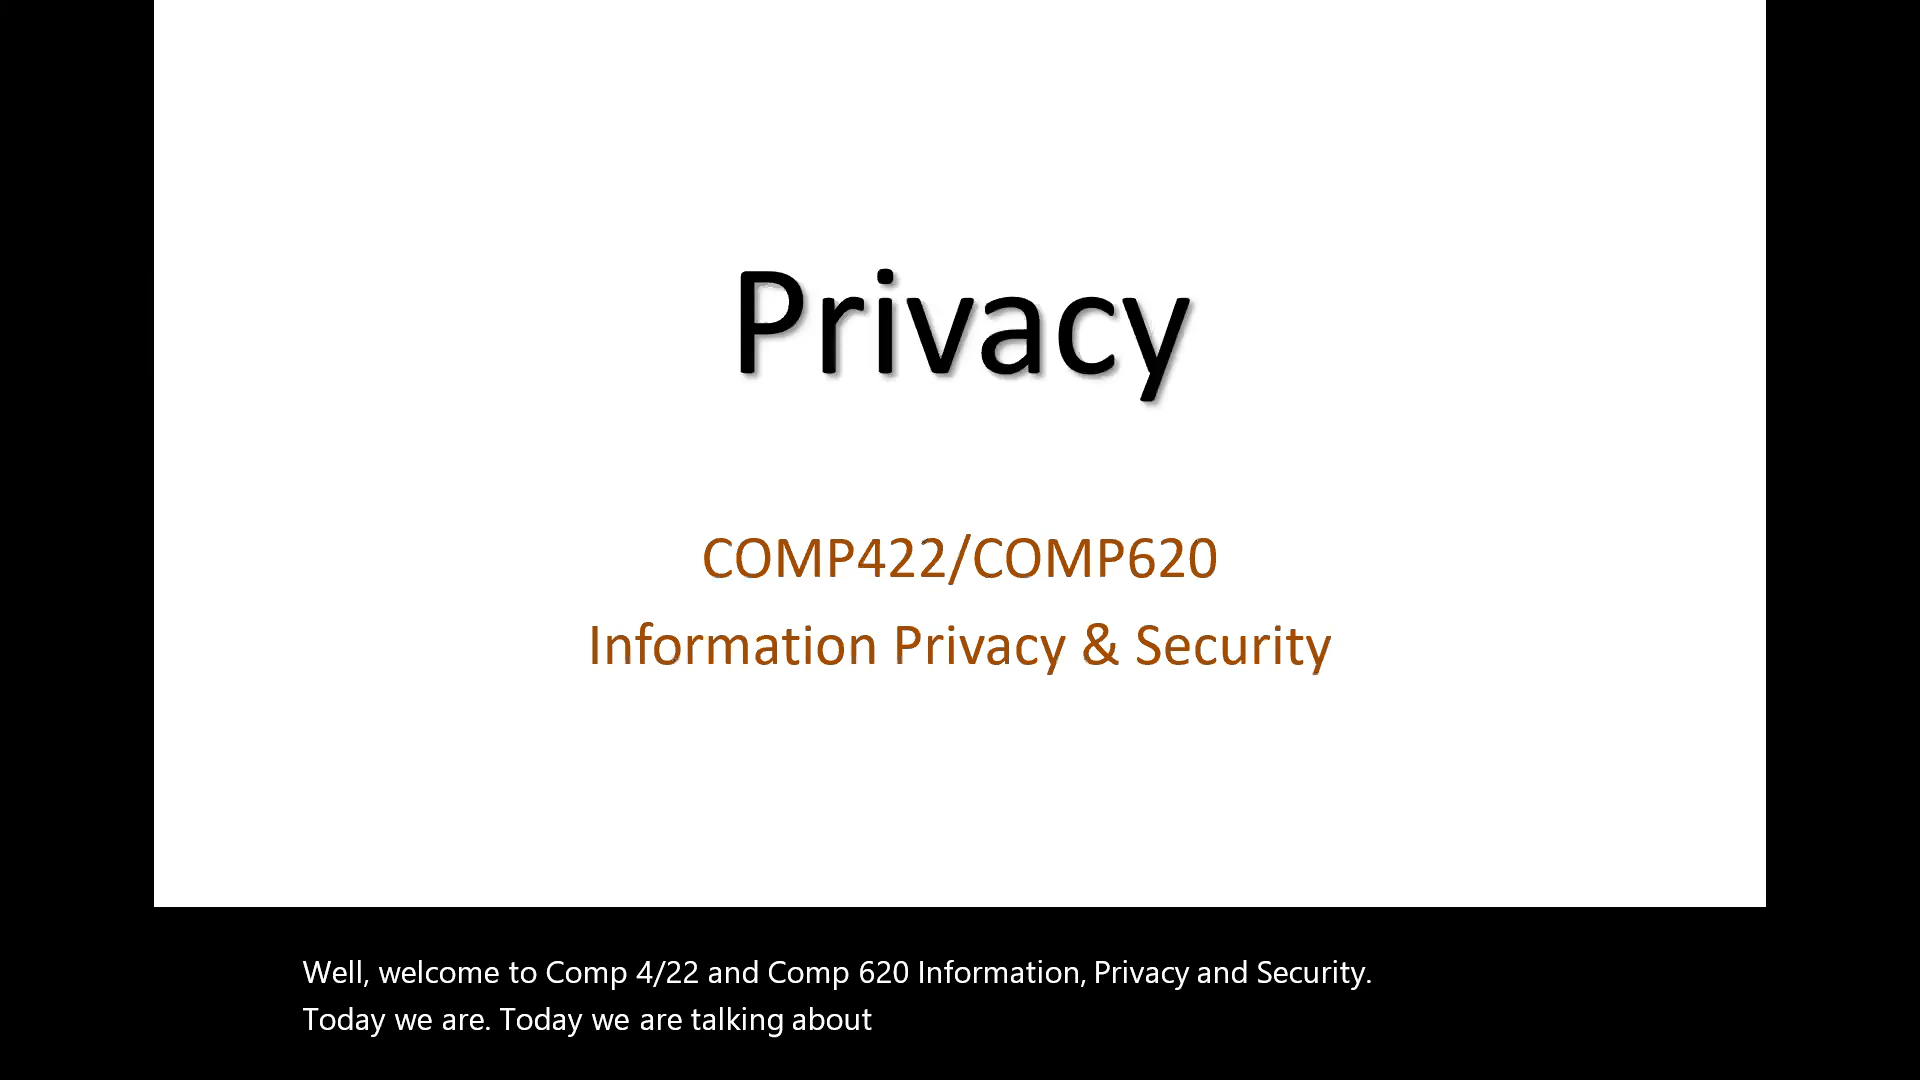 Privacy
COMP422/COMP620
Information Privacy & Security
Well, welcome to Comp 4/22 and Comp 620 Information, Privacy and Security.
Today we are. Today we are talking about